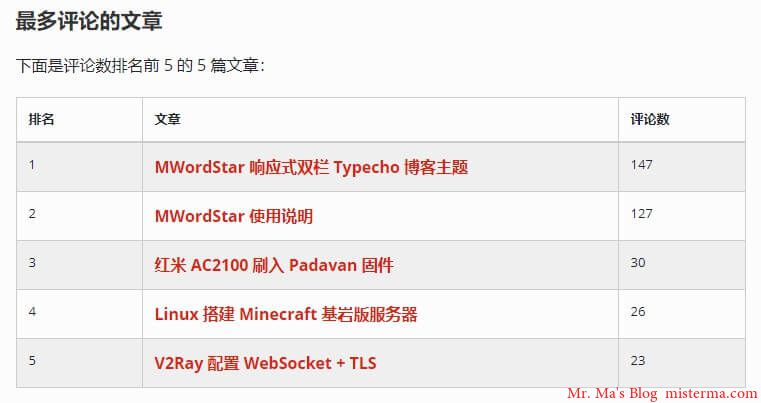 最多评论的文章
下面是评论数排名前 5 的 5 篇文章：
排名 文章 评论数
1 MWordStar 响应式双栏 Typecho 博客主题 147
2 MWordStar 使用说明 127
3 红米 AC2100 刷入 Padavan 固件 30
4 Linux 搭建 Minecraft 基岩版服务器 26
5 V2Ray 配置 WebSocket + TLS 23
Mr. Ma's Blog misterma.com